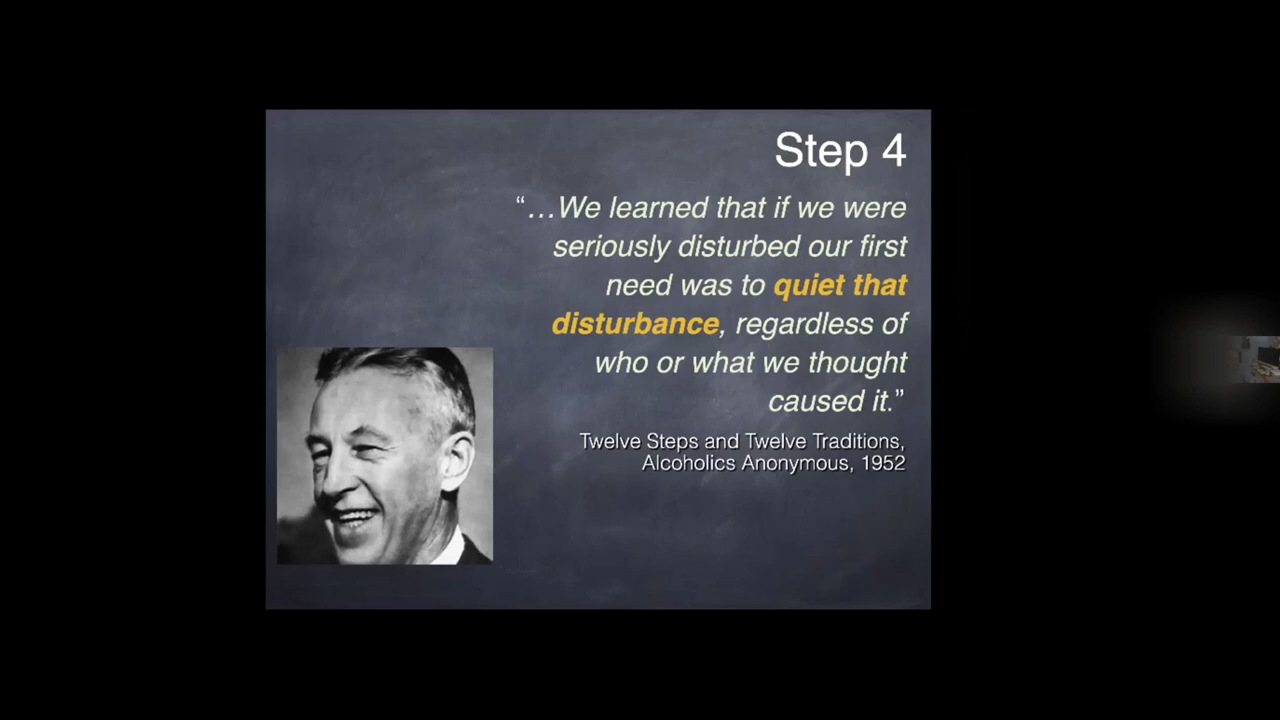 Step 4
“…We learned that if we were
seriously disturbed our first
need was to quiet that
disturbance, regardless of
who or what we thought
caused it.”
Twelve Steps and Twelve Traditions,
Alcoholics Anonymous, 1952